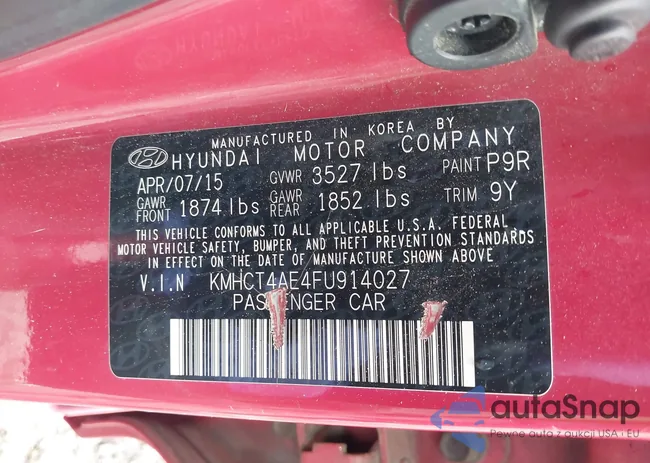 MANUFACTURED IN KOREA BY
HYUNDAI MOTOR COMPANY
APR/07/15 GVWR 3527 lbs PAINT P9R
GAWR FRONT 1874 lbs GAWR REAR 1852 lbs TRIM 9Y
THIS VEHICLE CONFORMS TO ALL APPLICABLE U.S.A. FEDERAL
MOTOR VEHICLE SAFETY, BUMPER, AND THEFT PREVENTION STANDARDS
IN EFFECT ON THE DATE OF MANUFACTURE SHOWN ABOVE
V.I.N KMHCT4AE4FU914027
PASSENGER CAR
autaSnap
Pewne auta z aukcji USA i EU